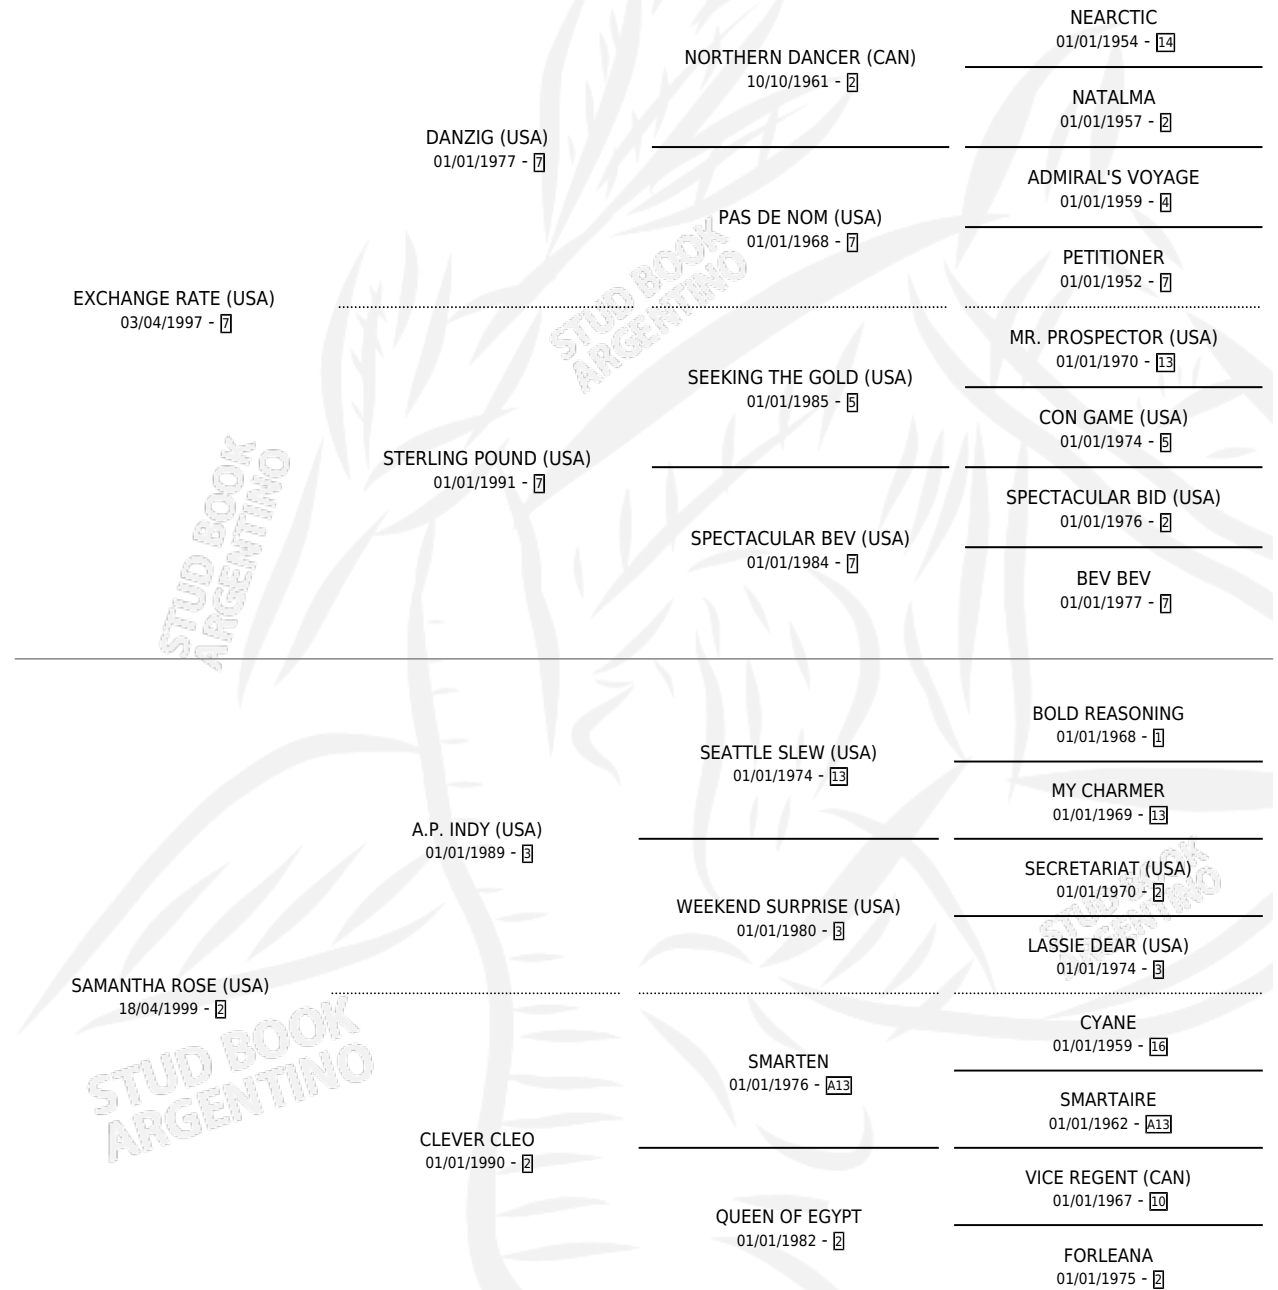 NEARCTIC
01/01/1954 - 14
NORTHERN DANCER (CAN)
10/10/1961 - 2
NATALMA
01/01/1957 - 2
DANZIG (USA)
01/01/1977 - 7
ADMIRAL'S VOYAGE
01/01/1959 - 4
PAS DE NOM (USA)
01/01/1968 - 7
PETITIONER
01/01/1952 - 7
EXCHANGE RATE (USA)
03/04/1997 - 7
STUD BOOK
ARGENTINO
MR. PROSPECTOR (USA)
01/01/1970 - 13
SEEKING THE GOLD (USA)
01/01/1985 - 5
CON GAME (USA)
01/01/1974 - 5
STERLING POUND (USA)
01/01/1991 - 7
SPECTACULAR BID (USA)
01/01/1976 - 2
SPECTACULAR BEV (USA)
01/01/1984 - 7
BEV BEV
01/01/1977 - 7
STUD BOOK
ARGENTINO
BOLD REASONING
01/01/1968 - 1
SEATTLE SLEW (USA)
01/01/1974 - 13
MY CHARMER
01/01/1969 - 13
A.P. INDY (USA)
01/01/1989 - 3
SECRETARIAT (USA)
01/01/1970 - 2
WEEKEND SURPRISE (USA)
01/01/1980 - 3
STUD BOOK
ARGENTINO
LASSIE DEAR (USA)
01/01/1974 - 3
SAMANTHA ROSE (USA)
18/04/1999 - 2
STUD BOOK
ARGENTINO
CYANE
01/01/1959 - 16
SMARTEN
01/01/1976 - A13
SMARTAIRE
01/01/1962 - A13
CLEVER CLEO
01/01/1990 - 2
VICE REGENT (CAN)
01/01/1967 - 10
QUEEN OF EGYPT
01/01/1982 - 2
FORLEANA
01/01/1975 - 2